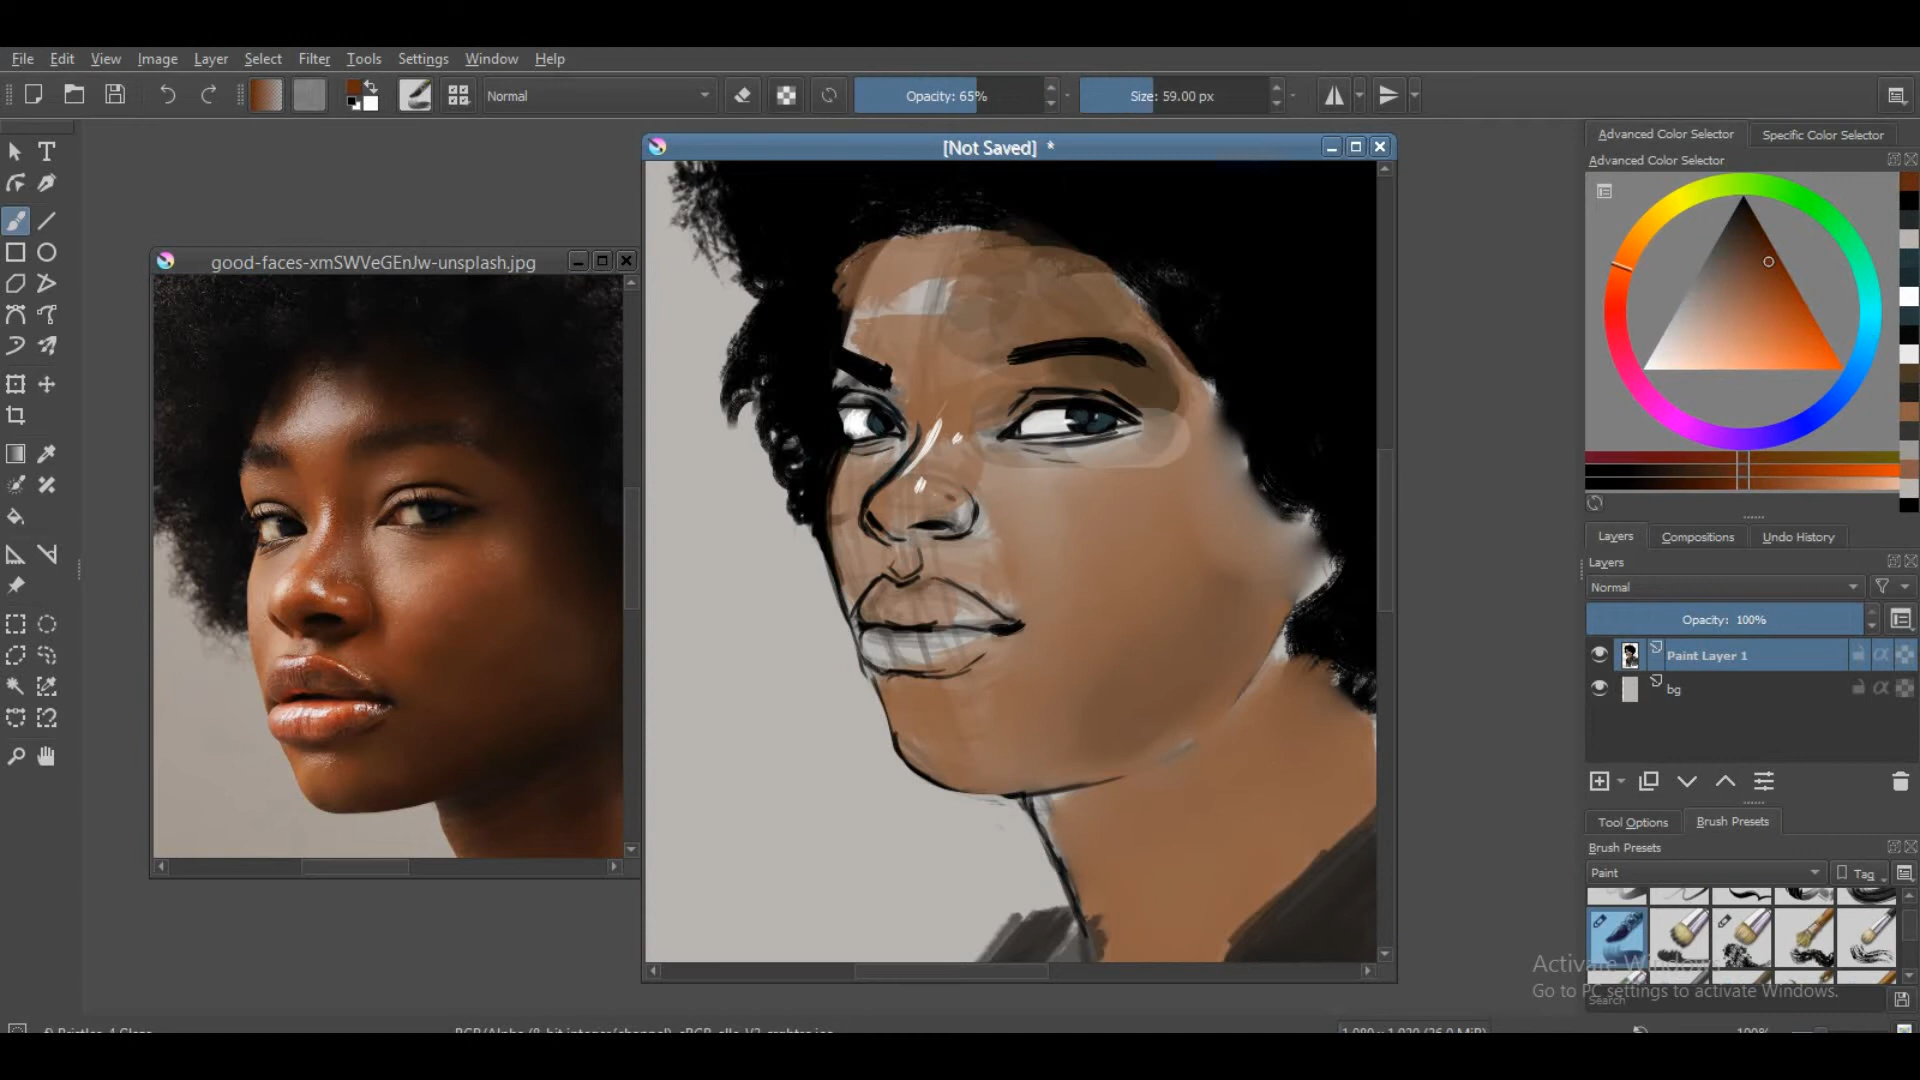 File Edit View Image Layer Select Filter Tools Settings Window Help
Normal Opacity: 65% Size: 59.00 px
Advanced Color Selector Specific Color Selector
[Not Saved] *
Advanced Color Selector
good-faces-xmSWVeGEnJw-unsplash.jpg
Layers Compositions Undo History
Layers
Normal
Opacity: 100%
Paint Layer 1
bg
Tool Options Brush Presets
Brush Presets
Paint Tag
Activate Windows
Go to PC settings to activate Windows.
Search
100%